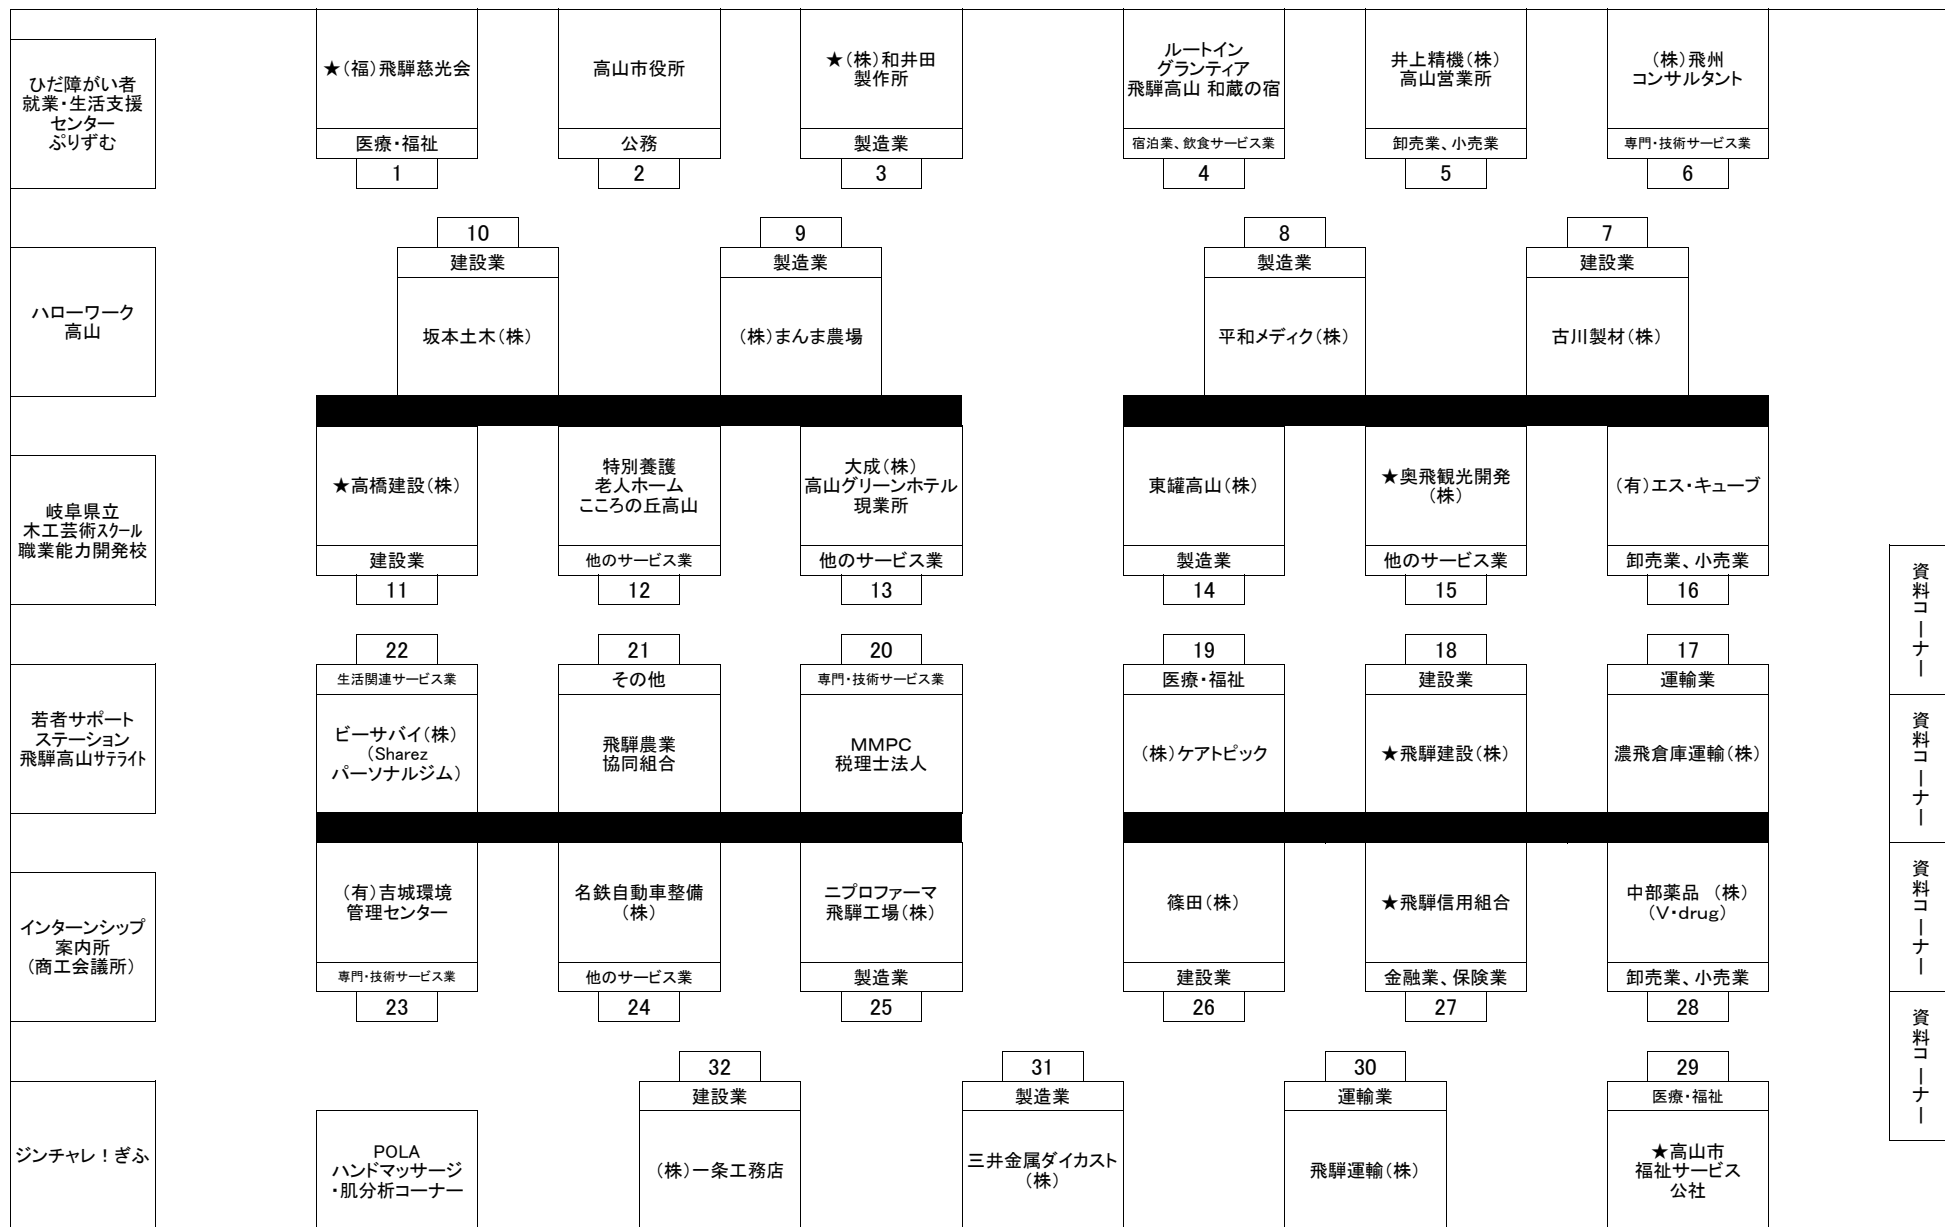 ひだ障がい者
就業・生活支援
センター
ぷりずむ
★(福)飛騨慈光会
医療・福祉
1
高山市役所
公務
2
★(株)和井田
製作所
製造業
3
ルートイン
グランティア
飛騨高山 和蔵の宿
宿泊業、飲食サービス業
4
井上精機(株)
高山営業所
卸売業、小売業
5
(株)飛州
コンサルタント
専門・技術サービス業
6
ハローワーク
高山
10
建設業
坂本土木(株)
9
製造業
(株)まんま農場
8
製造業
平和メディク(株)
7
建設業
古川製材(株)
岐阜県立
木工芸術スクール
職業能力開発校
★高橋建設(株)
建設業
11
特別養護
老人ホーム
こころの丘高山
他のサービス業
12
大成(株)
高山グリーンホテル
現業所
他のサービス業
13
東罐高山(株)
製造業
14
★奥飛観光開発
(株)
他のサービス業
15
(有)エス・キューブ
卸売業、小売業
16
若者サポート
ステーション
飛騨高山サテライト
22
生活関連サービス業
ビーサバイ(株)
(Sharez
パーソナルジム)
21
その他
飛騨農業
協同組合
20
専門・技術サービス業
MMPC
税理士法人
19
医療・福祉
(株)ケアトピック
18
建設業
★飛騨建設(株)
17
運輸業
濃飛倉庫運輸(株)
インターンシップ
案内所
(商工会議所)
(有)吉城環境
管理センター
専門・技術サービス業
23
名鉄自動車整備
(株)
他のサービス業
24
ニプロファーマ
飛騨工場(株)
製造業
25
篠田(株)
建設業
26
★飛騨信用組合
金融業、保険業
27
中部薬品 (株)
(V・drug)
卸売業、小売業
28
ジンチャレ!ぎふ
POLA
ハンドマッサージ
・肌分析コーナー
32
建設業
(株)一条工務店
31
製造業
三井金属ダイカスト
(株)
30
運輸業
飛騨運輸(株)
29
医療・福祉
★高山市
福祉サービス
公社
資料コーナー
資料コーナー
資料コーナー
資料コーナー